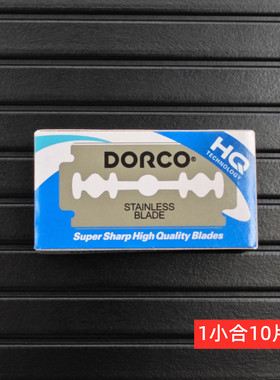 DORCO®
HQ
TECHNOLOGY
STAINLESS
BLADE
Super Sharp High Quality Blades
1小合10片